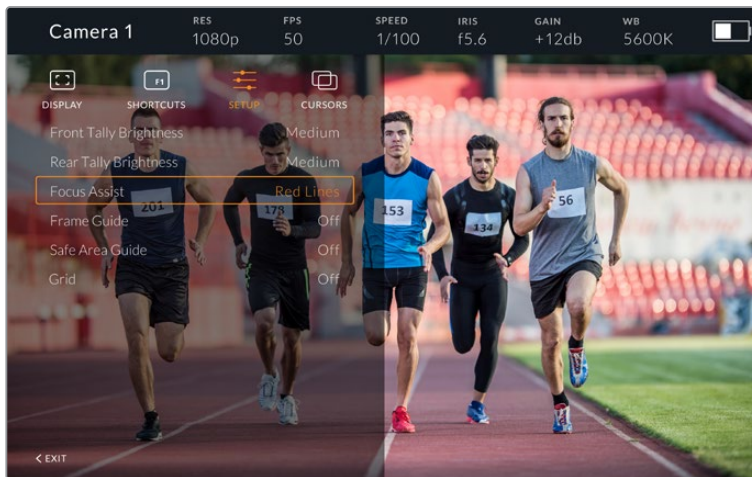 Camera 1
RES FPS SPEED IRIS GAIN WB
1080p 50 1/100 f5.6 +12db 5600K
F1
DISPLAY SHORTCUTS SETUP CURSORS
Front Tally Brightness Medium
Rear Tally Brightness Medium
Focus Assist Red Lines
Frame Guide Off
Safe Area Guide Off
Grid Off
201 178 153 134 56
< EXIT